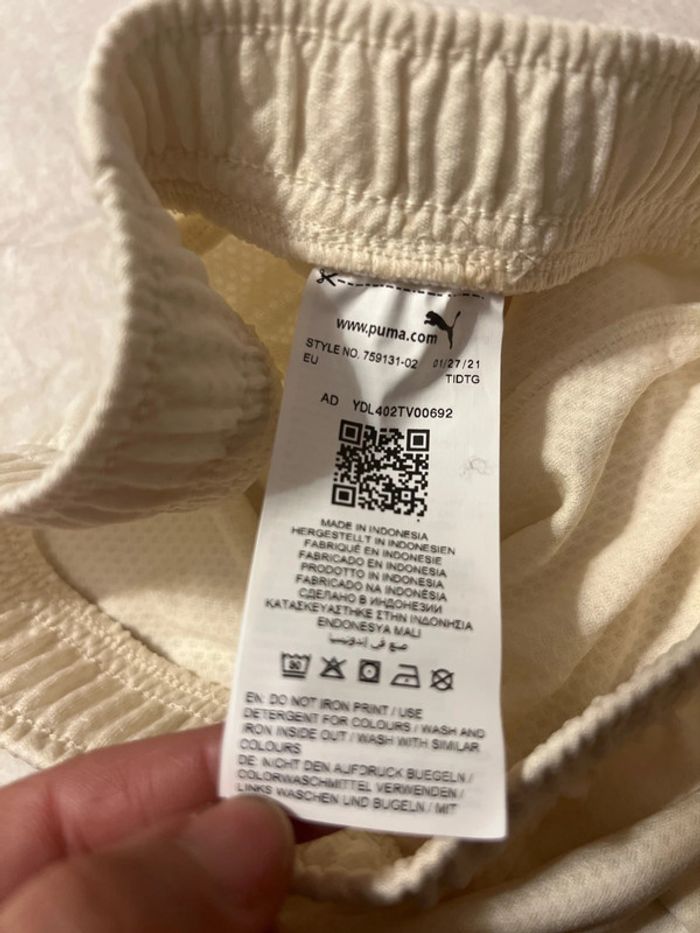 www.puma.com
STYLE NO. 759131-02 01/27/21
EU TIDTG
AD YDL402TV00692
MADE IN INDONESIA
HERGESTELLT IN INDONESIEN
FABRIQUÉ EN INDONESIE
FABRICADO EN INDONESIA
PRODOTTO IN INDONESIA
FABRICADO NA INDONÉSIA
СДЕЛАНО В ИНДОНЕЗИИ
ΚΑΤΑΣΚΕΥΑΣΤΗΚΕ ΣΤΗΝ ΙΝΔΟΝΗΣΙΑ
ENDONESYA MALI
صنع في إندونيسيا
EN: DO NOT IRON PRINT / USE
DETERGENT FOR COLOURS / WASH AND
IRON INSIDE OUT / WASH WITH SIMILAR
COLOURS
DE: NICHT DEN AUFDRUCK BUEGELN /
COLORWASCHMITTEL VERWENDEN /
LINKS WASCHEN UND BUGELN / MIT